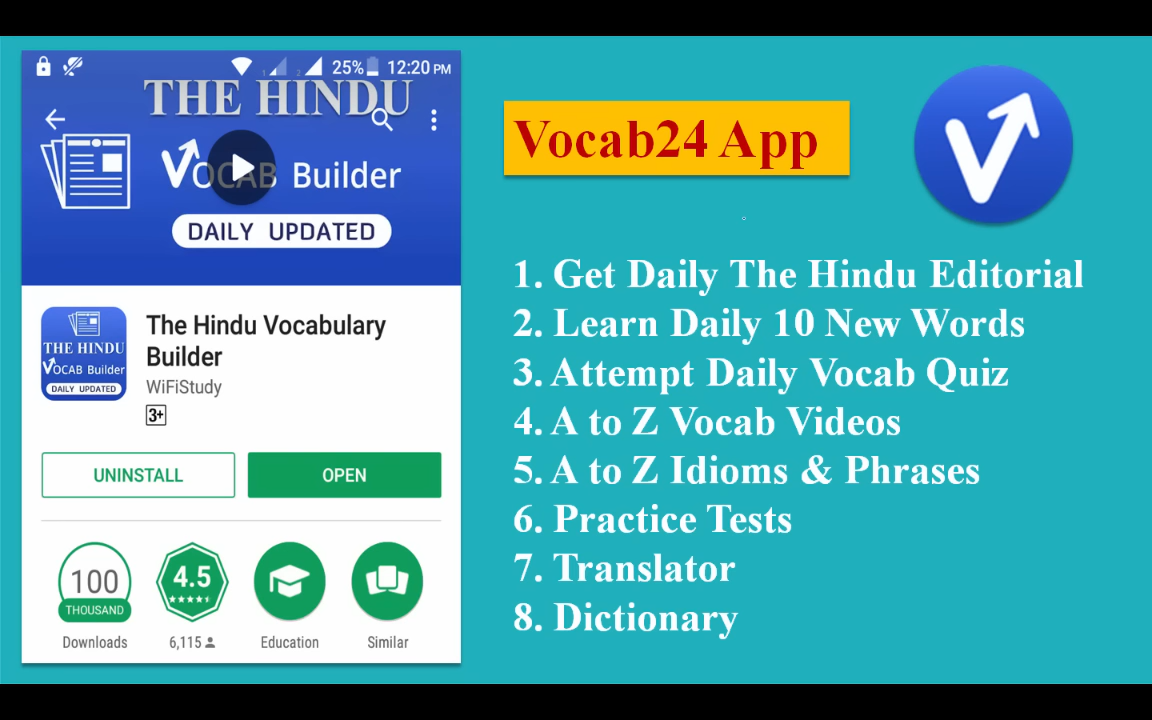 25% 12:20 PM
THE HINDU
VOCAB Builder
DAILY UPDATED
THE HINDU
VOCAB Builder
DAILY UPDATED
The Hindu Vocabulary
Builder
WiFiStudy
3+
UNINSTALL
OPEN
100
THOUSAND
Downloads
4.5
6,115
Education
Similar
Vocab24 App
1. Get Daily The Hindu Editorial
2. Learn Daily 10 New Words
3. Attempt Daily Vocab Quiz
4. A to Z Vocab Videos
5. A to Z Idioms & Phrases
6. Practice Tests
7. Translator
8. Dictionary